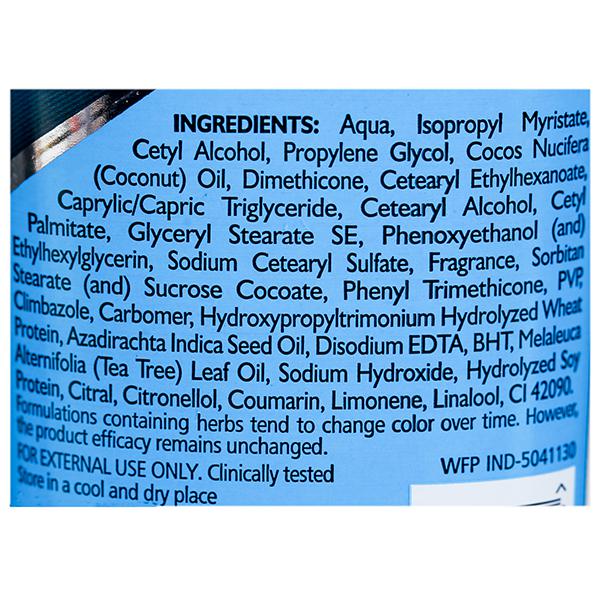 INGREDIENTS: Aqua, Isopropyl Myristate,
Cetyl Alcohol, Propylene Glycol, Cocos Nucifera
(Coconut) Oil, Dimethicone, Cetearyl Ethylhexanoate,
Caprylic/Capric Triglyceride, Cetearyl Alcohol, Cetyl
Palmitate, Glyceryl Stearate SE, Phenoxyethanol (and)
Ethylhexylglycerin, Sodium Cetearyl Sulfate, Fragrance, Sorbitan
Stearate (and) Sucrose Cocoate, Phenyl Trimethicone, PVP,
Climbazole, Carbomer, Hydroxypropyltrimonium Hydrolyzed Wheat
Protein, Azadirachta Indica Seed Oil, Disodium EDTA, BHT, Melaleuca
Alternifolia (Tea Tree) Leaf Oil, Sodium Hydroxide, Hydrolyzed Soy
Protein, Citral, Citronellol, Coumarin, Limonene, Linalool, CI 42090.
Formulations containing herbs tend to change color over time. However,
the product efficacy remains unchanged.
FOR EXTERNAL USE ONLY. Clinically tested WFP IND-5041130
Store in a cool and dry place